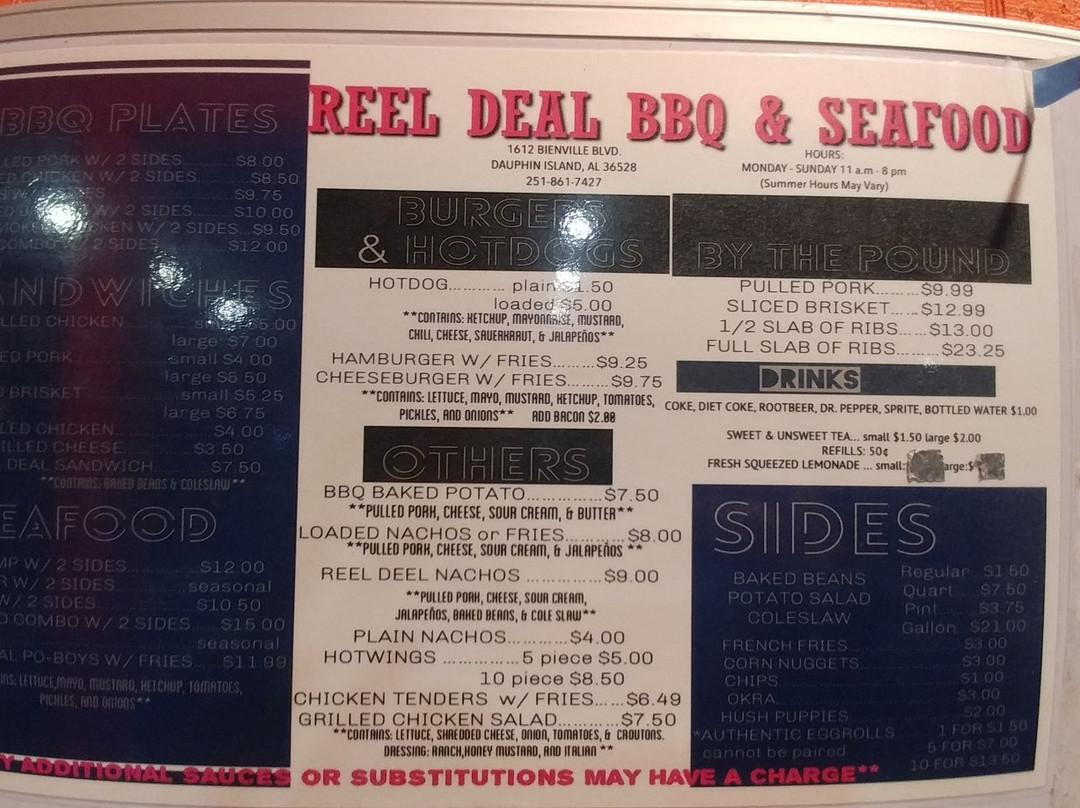 REEL DEAL BBQ & SEAFOOD
1612 BIENVILLE BLVD.
DAUPHIN ISLAND, AL 36528
251-861-7427
HOURS:
MONDAY - SUNDAY 11 a.m - 8 pm
(Summer Hours May Vary)
BBQ PLATES
PORK W/ 2 SIDES $8.00
CHICKEN W/ 2 SIDES $8.50
$9.75
W/ 2 SIDES $10.00
W/ 2 SIDES $9.50
COMBO W/ 2 SIDES $12.00
CHICKEN $5.00
large $7.00
PORK small $4.00
large $5.50
BRISKET small $5.25
large $6.75
CHICKEN $4.00
CHEESE $3.50
DEAL SANDWICH $7.50
**CONTAINS: BAKED BEANS & COLESLAW**
W/ 2 SIDES $12.00
W/ 2 SIDES seasonal
W/ 2 SIDES $10.50
COMBO W/ 2 SIDES $15.00
seasonal
PO-BOYS W/ FRIES $11.99
LETTUCE,MAYO, MUSTARD, KETCHUP, TOMATOES,
PICKLES, AND ONIONS**
BURGERS
& HOTDOGS
HOTDOG............ plain .50
loaded $5.00
**CONTAINS: KETCHUP, MAYONNAISE, MUSTARD,
CHILI, CHEESE, SAUERKRAUT, & JALAPEÑOS**
HAMBURGER W/ FRIES......$9.25
CHEESEBURGER W/ FRIES......$9.75
**CONTAINS: LETTUCE, MAYO, MUSTARD, KETCHUP, TOMATOES,
PICKLES, AND ONIONS** ADD BACON $2.00
OTHERS
BBQ BAKED POTATO...............$7.50
**PULLED PORK, CHEESE, SOUR CREAM, & BUTTER**
LOADED NACHOS or FRIES............$8.00
**PULLED PORK, CHEESE, SOUR CREAM, & JALAPEÑOS **
REEL DEEL NACHOS ...............$9.00
**PULLED PORK, CHEESE, SOUR CREAM,
JALAPEÑOS, BAKED BEANS, & COLE SLAW**
PLAIN NACHOS............$4.00
HOTWINGS ...............5 piece $5.00
10 piece $8.50
CHICKEN TENDERS w/ FRIES......$6.49
GRILLED CHICKEN SALAD............$7.50
**CONTAINS: LETTUCE, SHREDDED CHEESE, ONION, TOMATOES, & CROUTONS.
DRESSING: RANCH,HONEY MUSTARD, AND ITALIAN **
BY THE POUND
PULLED PORK........$9.99
SLICED BRISKET......$12.99
1/2 SLAB OF RIBS.....$13.00
FULL SLAB OF RIBS.........$23.25
DRINKS
COKE, DIET COKE, ROOTBEER, DR. PEPPER, SPRITE, BOTTLED WATER $1.00
SWEET & UNSWEET TEA... small $1.50 large $2.00
REFILLS: 50¢
FRESH SQUEEZED LEMONADE ... small:
SIDES
BAKED BEANS
POTATO SALAD
COLESLAW
Regular $1.50
Quart $7.50
Pint $3.75
Gallon $21.00
FRENCH FRIES $3.00
CORN NUGGETS $3.00
CHIPS $1.00
OKRA $3.00
HUSH PUPPIES $2.00
*AUTHENTIC EGGROLLS 1 FOR $1.50
cannot be paired 5 FOR $7.00
10 FOR $13.50
ADDITIONAL SAUCES OR SUBSTITUTIONS MAY HAVE A CHARGE**